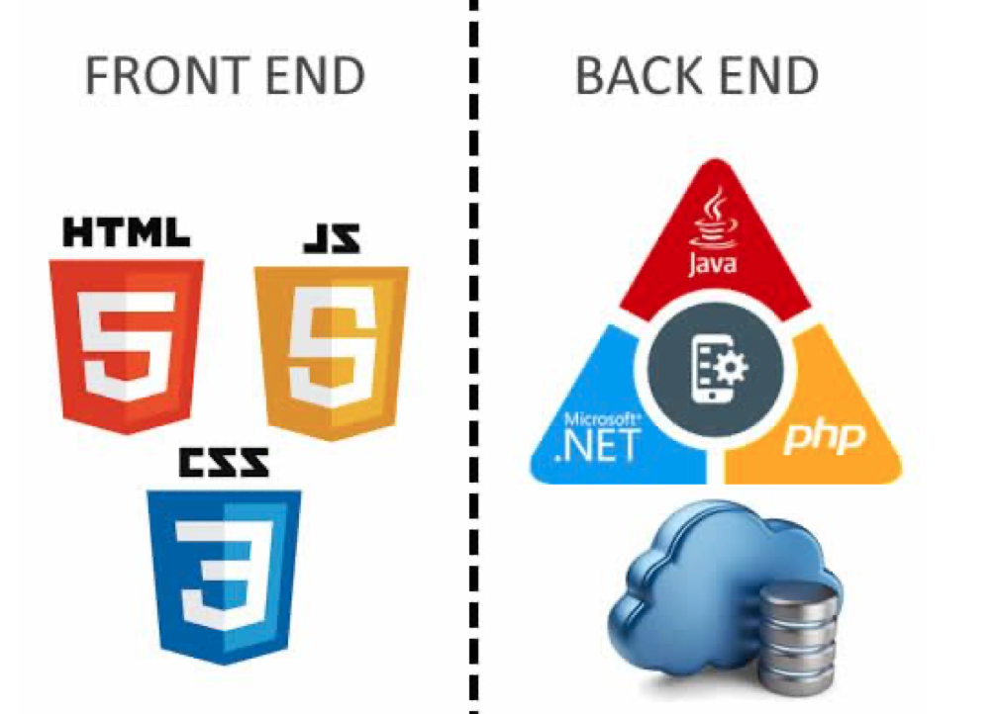 FRONT END
HTML
5
JS
5
CSS
3
BACK END
Java
Microsoft®
.NET
php